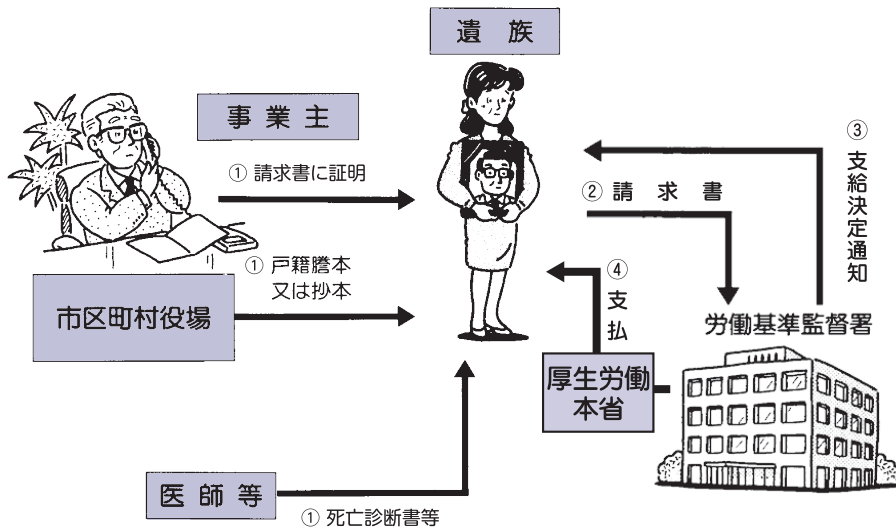 遺族
事業主
① 請求書に証明
① 戸籍謄本
又は抄本
市区町村役場
② 請求書
③ 支給決定通知
④ 支払
労働基準監督署
厚生労働
本省
医師等
① 死亡診断書等